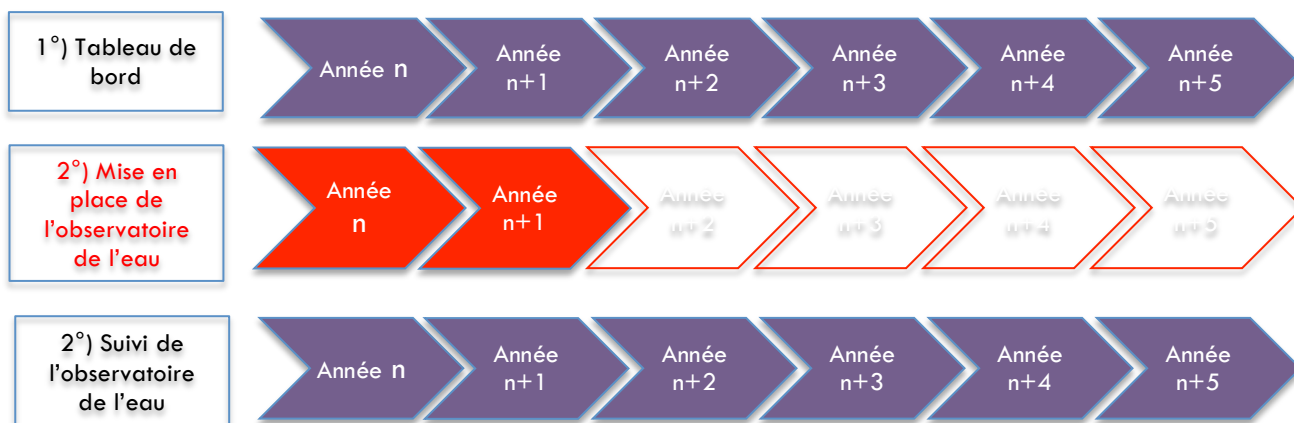 1°) Tableau de
bord
Année n
Année
n+1
Année
n+2
Année
n+3
Année
n+4
Année
n+5
2°) Mise en
place de
l'observatoire
de l'eau
Année
n
Année
n+1
Année
n+2
Année
n+3
Année
n+4
Année
n+5
2°) Suivi de
l'observatoire
de l'eau
Année n
Année
n+1
Année
n+2
Année
n+3
Année
n+4
Année
n+5